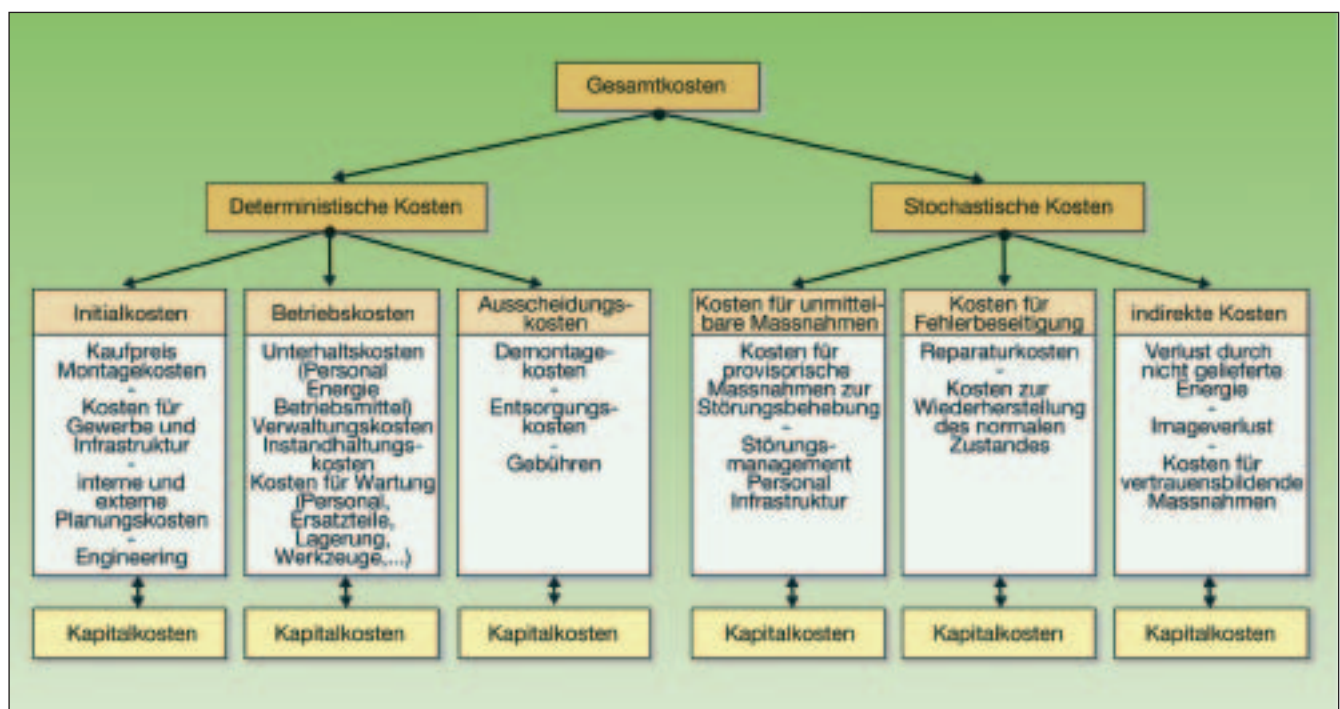 Gesamtkosten
Deterministische Kosten
Stochastische Kosten
Initialkosten
Kaufpreis
Montagekosten
-
Kosten für
Gewerbe und
Infrastruktur
-
interne und
externe
Planungskosten
-
Engineering
Betriebskosten
Unterhaltskosten
(Personal
Energie
Betriebsmittel)
Verwaltungskosten
Instandhaltungs-
kosten
Kosten für Wartung
(Personal,
Ersatzteile,
Lagerung,
Werkzeuge,...)
Ausscheidungs-
kosten
Demontage-
kosten
-
Entsorgungs-
kosten
-
Gebühren
Kosten für unmittel-
bare Massnahmen
Kosten für
provisorische
Massnahmen zur
Störungsbehebung
-
Störungs-
management
Personal
Infrastruktur
Kosten für
Fehlerbeseitigung
Reparaturkosten
-
Kosten zur
Wiederherstellung
des normalen
Zustandes
indirekte Kosten
Verlust durch
nicht gelieferte
Energie
-
Imageverlust
-
Kosten für
vertrauensbildende
Massnahmen
Kapitalkosten
Kapitalkosten
Kapitalkosten
Kapitalkosten
Kapitalkosten
Kapitalkosten